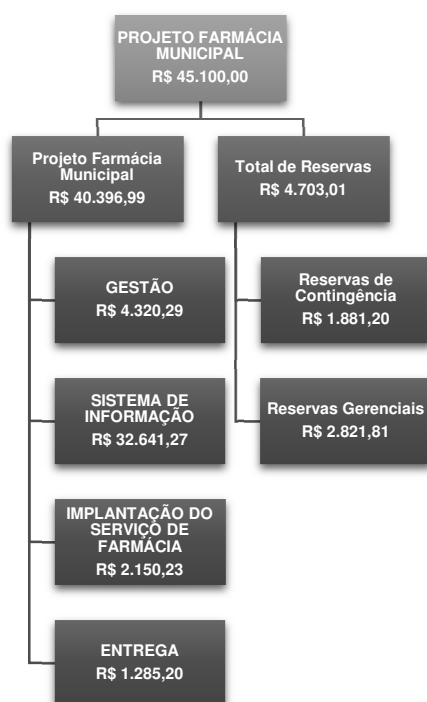 PROJETO FARMÁCIA
MUNICIPAL
R$ 45.100,00
Projeto Farmácia
Municipal
R$ 40.396,99
Total de Reservas
R$ 4.703,01
GESTÃO
R$ 4.320,29
Reservas de
Contingência
R$ 1.881,20
SISTEMA DE
INFORMAÇÃO
R$ 32.641,27
Reservas Gerenciais
R$ 2.821,81
IMPLANTAÇÃO DO
SERVIÇO DE
FARMÁCIA
R$ 2.150,23
ENTREGA
R$ 1.285,20